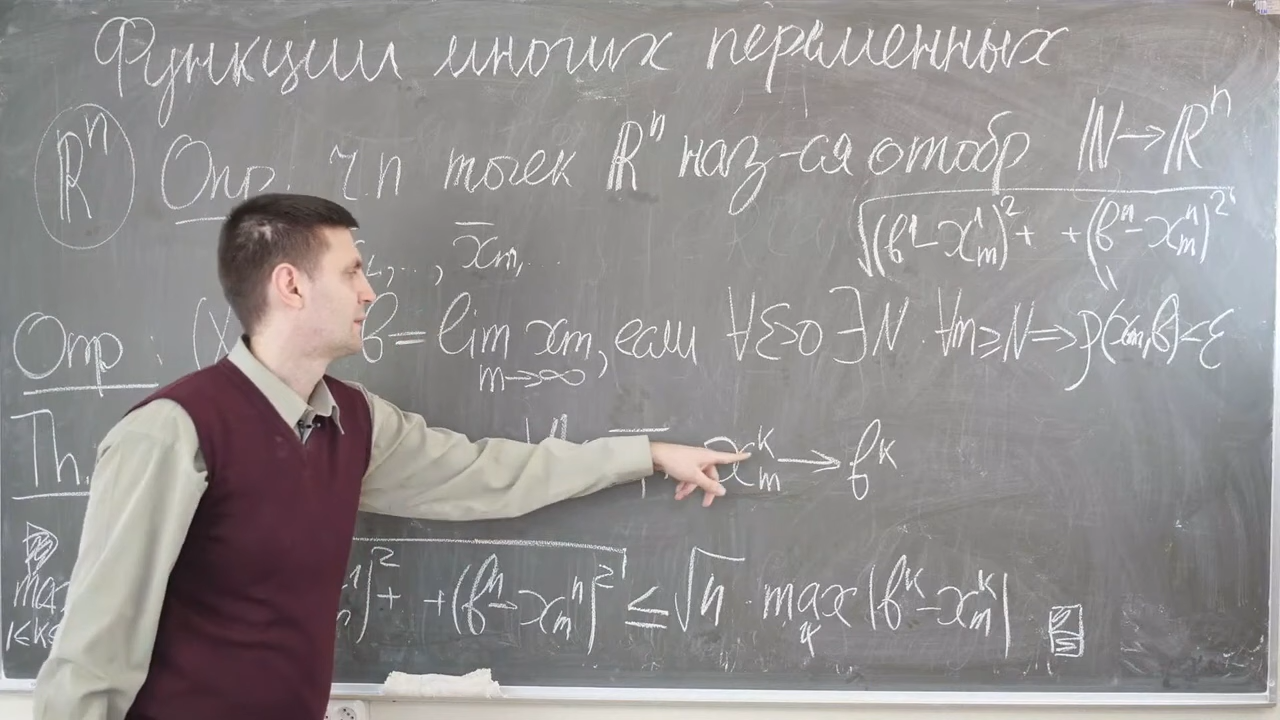 Функции многих переменных
ℝⁿ Опр. п точек ℝⁿ наз-ся отобр ℕ→ℝⁿ
√((b¹-x¹ₘ)²+ +(bⁿ-xⁿₘ)²)
,.., x̄ₘ,..
Опр: b=lim xₘ, если ∀ε>0 ∃N ∀m≥N=>ρ(xₘ,b)<ε
m→∞
Th. xᵏₘ→bᵏ
)²+ +(bⁿ-xⁿₘ)² ≤√n · max |bᵏ-xᵏₘ|